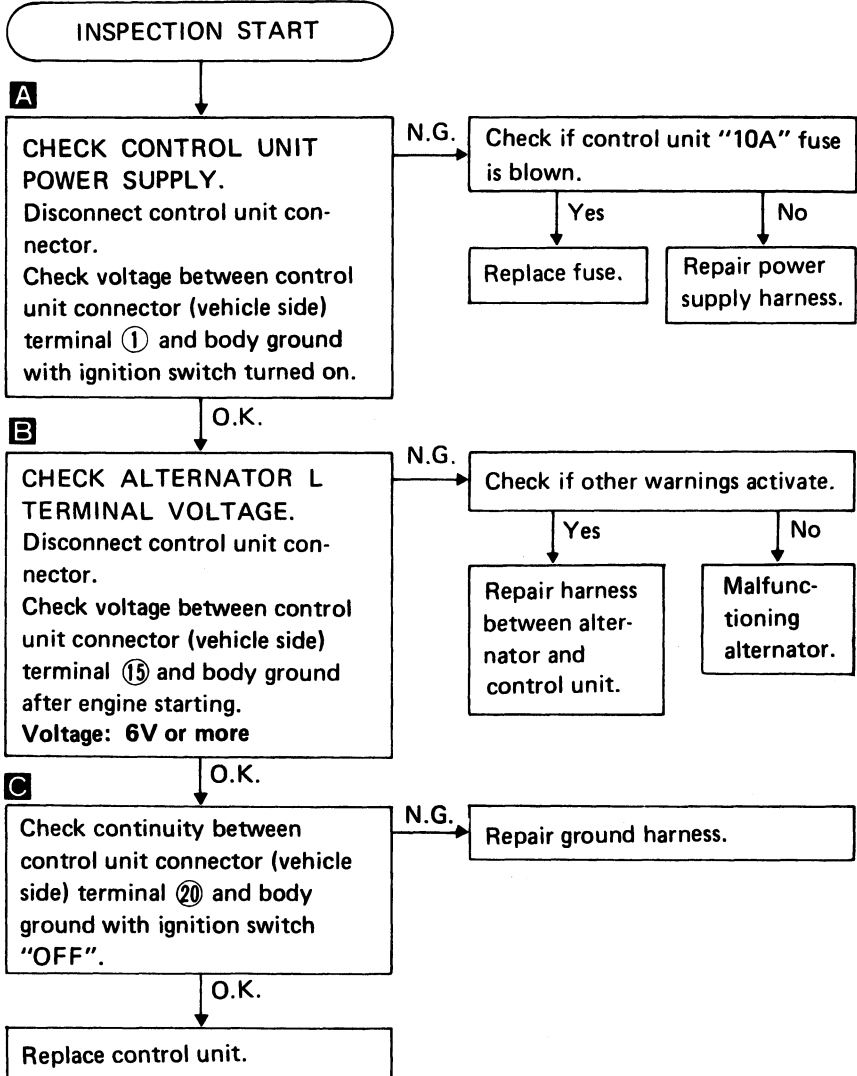 INSPECTION START
A
CHECK CONTROL UNIT
POWER SUPPLY.
Disconnect control unit con-
nector.
Check voltage between control
unit connector (vehicle side)
terminal ① and body ground
with ignition switch turned on.
N.G.
Check if control unit "10A" fuse
is blown.
Yes
No
Replace fuse.
Repair power
supply harness.
O.K.
B
CHECK ALTERNATOR L
TERMINAL VOLTAGE.
Disconnect control unit con-
nector.
Check voltage between control
unit connector (vehicle side)
terminal ⑮ and body ground
after engine starting.
Voltage: 6V or more
N.G.
Check if other warnings activate.
Yes
No
Repair harness
between alter-
nator and
control unit.
Malfunc-
tioning
alternator.
O.K.
C
Check continuity between
control unit connector (vehicle
side) terminal ⑳ and body
ground with ignition switch
"OFF".
N.G.
Repair ground harness.
O.K.
Replace control unit.